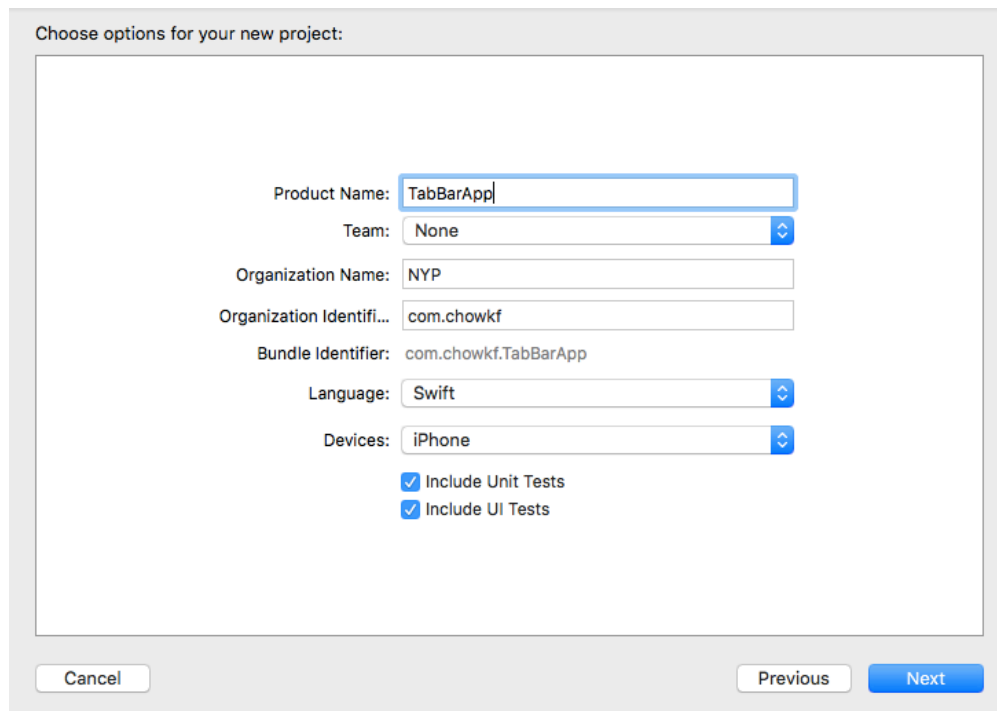 Choose options for your new project:
Product Name: TabBarApp
Team: None
Organization Name: NYP
Organization Identifi... com.chowkf
Bundle Identifier: com.chowkf.TabBarApp
Language: Swift
Devices: iPhone
Include Unit Tests
Include UI Tests
Cancel Previous Next